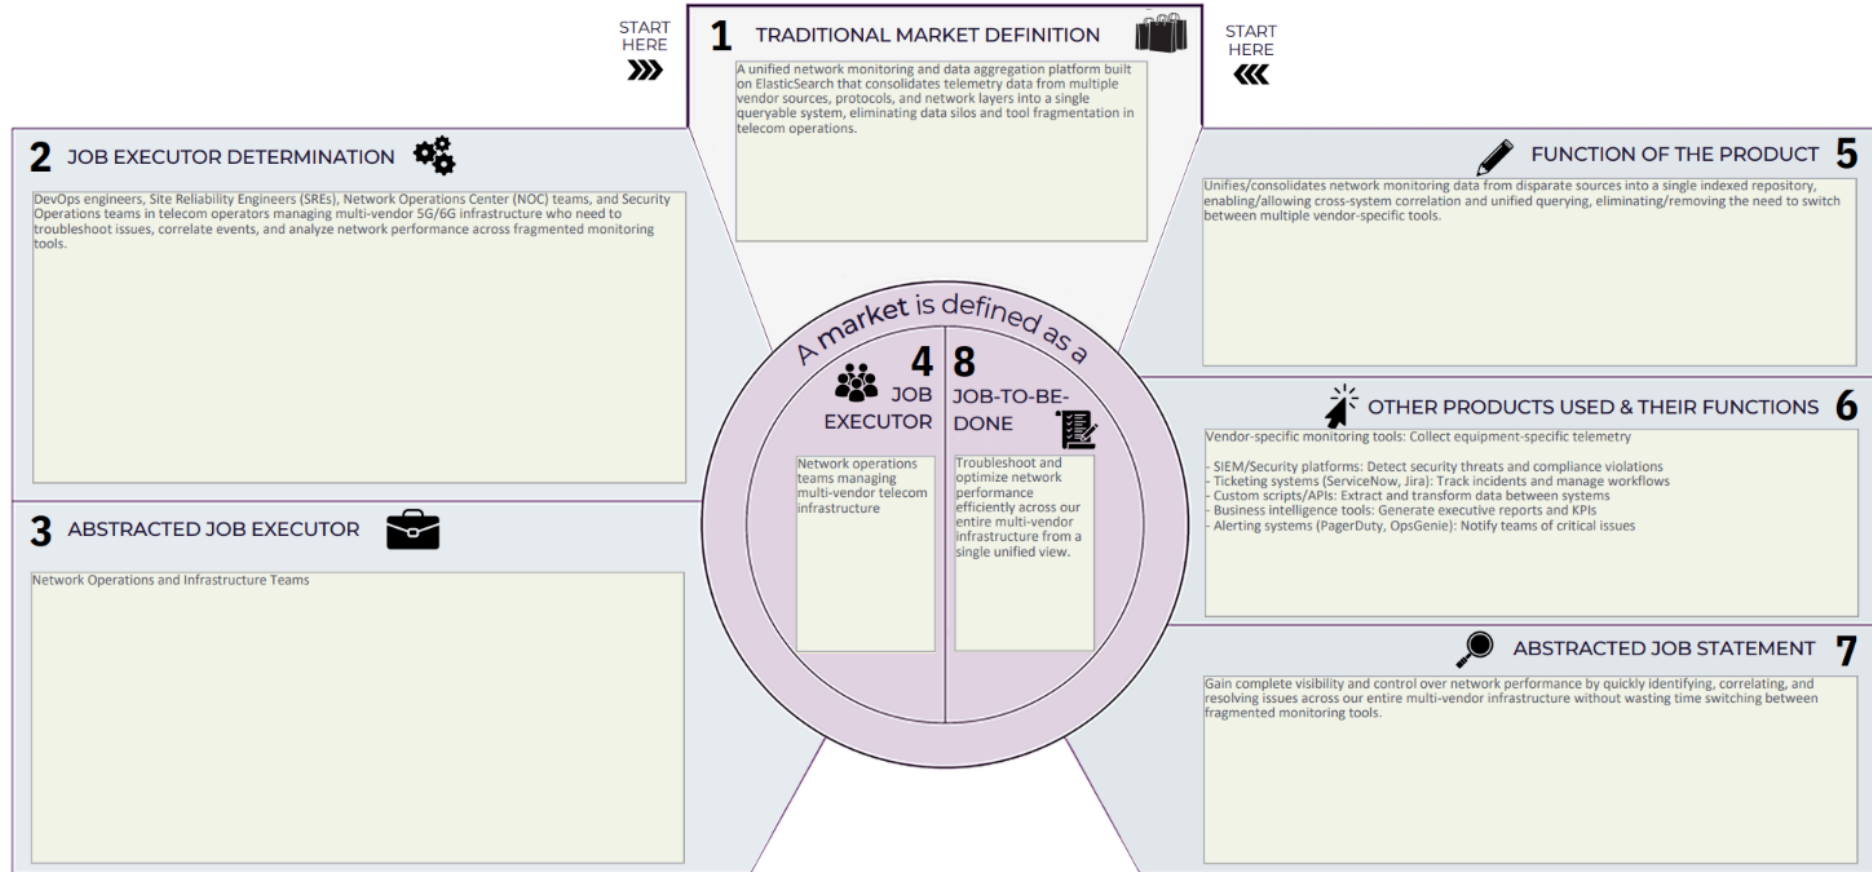 START
HERE
1 TRADITIONAL MARKET DEFINITION
A unified network monitoring and data aggregation platform built
on ElasticSearch that consolidates telemetry data from multiple
vendor sources, protocols, and network layers into a single
queryable system, eliminating data silos and tool fragmentation in
telecom operations.
START
HERE
2 JOB EXECUTOR DETERMINATION
DevOps engineers, Site Reliability Engineers (SREs), Network Operations Center (NOC) teams, and Security
Operations teams in telecom operators managing multi-vendor 5G/6G infrastructure who need to
troubleshoot issues, correlate events, and analyze network performance across fragmented monitoring
tools.
3 ABSTRACTED JOB EXECUTOR
Network Operations and Infrastructure Teams
A market is defined as a
4
JOB
EXECUTOR
Network operations
teams managing
multi-vendor telecom
infrastructure
8
JOB-TO-BE-
DONE
Troubleshoot and
optimize network
performance
efficiently across our
entire multi-vendor
infrastructure from a
single unified view.
FUNCTION OF THE PRODUCT 5
Unifies/consolidates network monitoring data from disparate sources into a single indexed repository,
enabling/allowing cross-system correlation and unified querying, eliminating/removing the need to switch
between multiple vendor-specific tools.
OTHER PRODUCTS USED & THEIR FUNCTIONS 6
Vendor-specific monitoring tools: Collect equipment-specific telemetry
- SIEM/Security platforms: Detect security threats and compliance violations
- Ticketing systems (ServiceNow, Jira): Track incidents and manage workflows
- Custom scripts/APIs: Extract and transform data between systems
- Business intelligence tools: Generate executive reports and KPIs
- Alerting systems (PagerDuty, OpsGenie): Notify teams of critical issues
ABSTRACTED JOB STATEMENT 7
Gain complete visibility and control over network performance by quickly identifying, correlating, and
resolving issues across our entire multi-vendor infrastructure without wasting time switching between
fragmented monitoring tools.